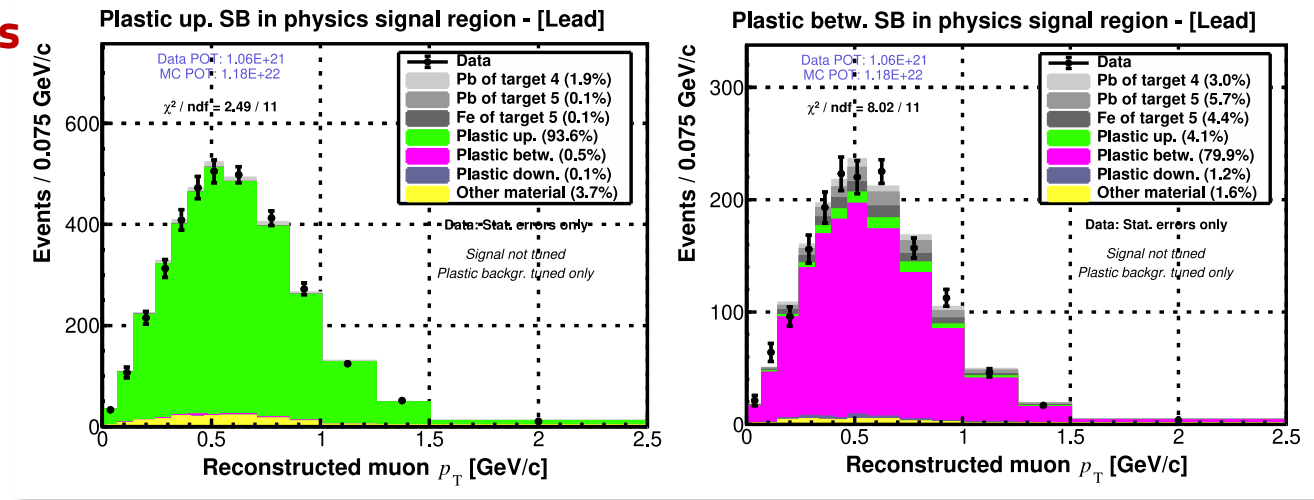 s
Plastic up. SB in physics signal region - [Lead]
Data POT: 1.06E+21
MC POT: 1.18E+22
χ² / ndf = 2.49 / 11
Data
Pb of target 4 (1.9%)
Pb of target 5 (0.1%)
Fe of target 5 (0.1%)
Plastic up. (93.6%)
Plastic betw. (0.5%)
Plastic down. (0.1%)
Other material (3.7%)
Data: Stat. errors only
Signal not tuned
Plastic backgr. tuned only
Events / 0.075 GeV/c
600
400
200
0
0 0.5 1 1.5 2 2.5
Reconstructed muon p_T [GeV/c]
Plastic betw. SB in physics signal region - [Lead]
Data POT: 1.06E+21
MC POT: 1.18E+22
χ² / ndf = 8.02 / 11
Data
Pb of target 4 (3.0%)
Pb of target 5 (5.7%)
Fe of target 5 (4.4%)
Plastic up. (4.1%)
Plastic betw. (79.9%)
Plastic down. (1.2%)
Other material (1.6%)
Data: Stat. errors only
Signal not tuned
Plastic backgr. tuned only
Events / 0.075 GeV/c
300
200
100
0
0 0.5 1 1.5 2 2.5
Reconstructed muon p_T [GeV/c]